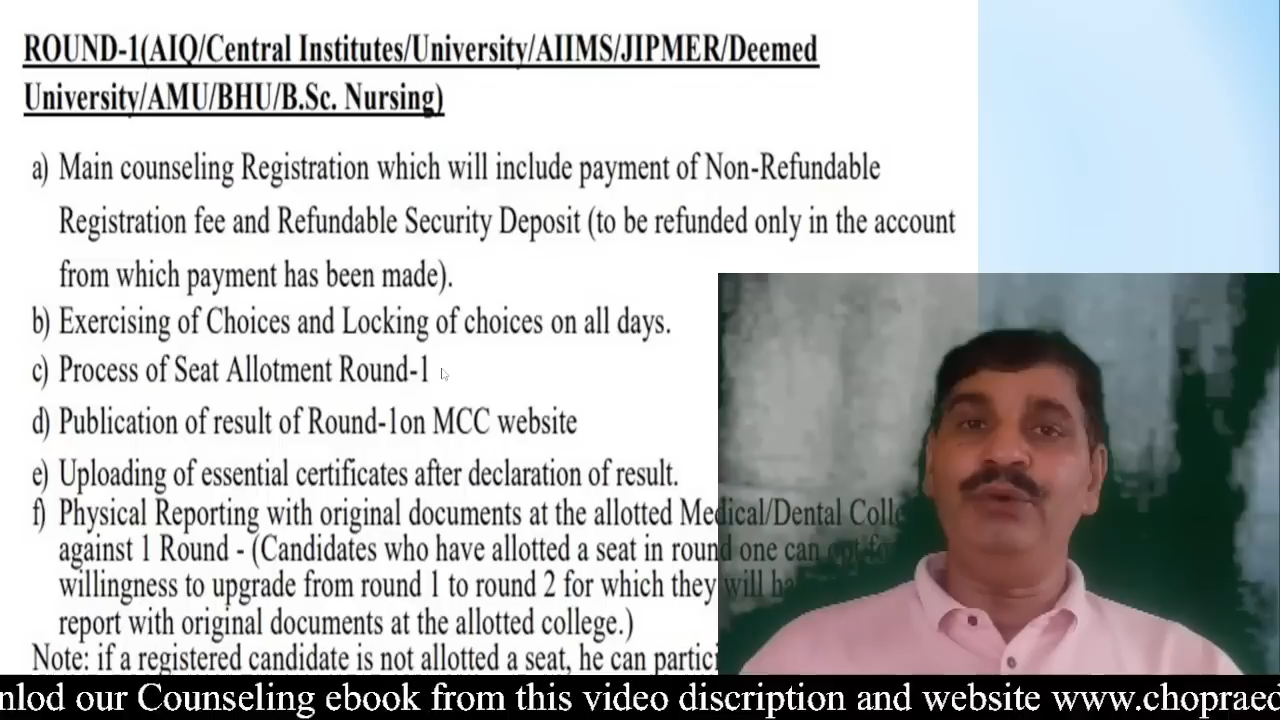 ROUND-1(AIQ/Central Institutes/University/AIIMS/JIPMER/Deemed
University/AMU/BHU/B.Sc. Nursing)
a) Main counseling Registration which will include payment of Non-Refundable
Registration fee and Refundable Security Deposit (to be refunded only in the account
from which payment has been made).
b) Exercising of Choices and Locking of choices on all days.
c) Process of Seat Allotment Round-1
d) Publication of result of Round-1on MCC website
e) Uploading of essential certificates after declaration of result.
f) Physical Reporting with original documents at the allotted Medical/Dental Colle
against 1 Round - (Candidates who have allotted a seat in round one can opt fo
willingness to upgrade from round 1 to round 2 for which they will ha
report with original documents at the allotted college.)
Note: if a registered candidate is not allotted a seat, he can partici
nlod our Counseling ebook from this video discription and website www.chopraed